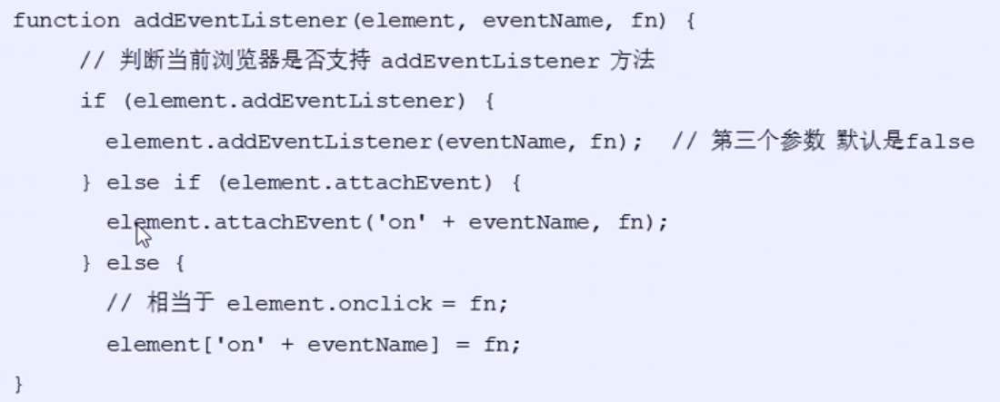 function addEventListener(element, eventName, fn) {
// 判断当前浏览器是否支持 addEventListener 方法
if (element.addEventListener) {
element.addEventListener(eventName, fn); // 第三个参数 默认是false
} else if (element.attachEvent) {
element.attachEvent('on' + eventName, fn);
} else {
// 相当于 element.onclick = fn;
element['on' + eventName] = fn;
}